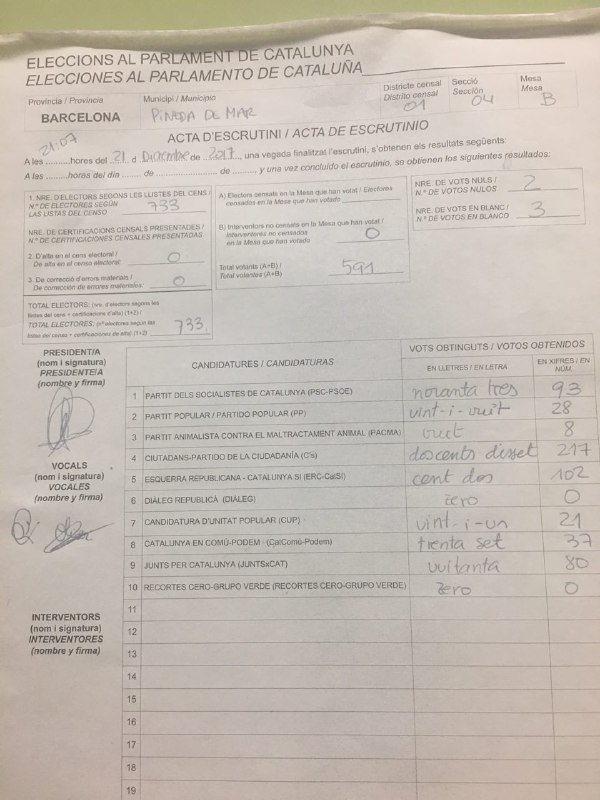 ELECCIONS AL PARLAMENT DE CATALUNYA
ELECCIONES AL PARLAMENTO DE CATALUÑA
Província / Provincia
BARCELONA
Municipi / Municipio
PINEDA DE MAR
Districte censal
Distrito censal
01
Secció
Sección
04
Mesa
Mesa
B
ACTA D'ESCRUTINI / ACTA DE ESCRUTINIO
21:07
A les ..........hores del 21 d Diciembre de 2017, una vegada finalitzat l'escrutini, s'obtenen els resultats següents:
A las ..........horas del día .......... de .................... de .........., y una vez concluido el escrutinio, se obtienen los siguientes resultados:
1. NRE. D'ELECTORS SEGONS LES LLISTES DEL CENS /
N.º DE ELECTORES SEGÚN
LAS LISTAS DEL CENSO 733
NRE. DE CERTIFICACIONS CENSALS PRESENTADES /
N.º DE CERTIFICACIONES CENSALES PRESENTADAS
2. D'alta en el cens electoral /
De alta en el censo electoral: 0
3. De correcció d'errors materials /
De corrección de errores materiales: 0
TOTAL ELECTORS: (nre. d'electors segons les
llistes del cens + certificacions d'alta) (1+2) /
TOTAL ELECTORES: (nº electores según las
listas del censo + certificaciones de alta) (1+2) 733
A) Electors censats en la Mesa que han votat / Electores
censados en la Mesa que han votado
B) Interventors no censats en la Mesa que han votat /
Interventores no censados
en la Mesa que han votado 0
Total votants (A+B) /
Total votantes (A+B) 591
NRE. DE VOTS NULS /
N.º DE VOTOS NULOS 2
NRE. DE VOTS EN BLANC /
N.º DE VOTOS EN BLANCO 3
PRESIDENT/A
(nom i signatura)
PRESIDENTE/A
(nombre y firma)
VOCALS
(nom i signatura)
VOCALES
(nombre y firma)
INTERVENTORS
(nom i signatura)
INTERVENTORES
(nombre y firma)
CANDIDATURES / CANDIDATURAS
VOTS OBTINGUTS / VOTOS OBTENIDOS
EN LLETRES / EN LETRA
EN XIFRES / EN
NÚM.
1 PARTIT DELS SOCIALISTES DE CATALUNYA (PSC-PSOE) noranta tres 93
2 PARTIT POPULAR / PARTIDO POPULAR (PP) vint-i-vuit 28
3 PARTIT ANIMALISTA CONTRA EL MALTRACTAMENT ANIMAL (PACMA) vuit 8
4 CIUTADANS-PARTIDO DE LA CIUDADANÍA (C's) doscents disset 217
5 ESQUERRA REPUBLICANA - CATALUNYA SÍ (ERC-CatSí) cent dos 102
6 DIÀLEG REPUBLICÀ (DIÀLEG) zero 0
7 CANDIDATURA D'UNITAT POPULAR (CUP) vint-i-un 21
8 CATALUNYA EN COMÚ-PODEM - (CatComú-Podem) trenta set 37
9 JUNTS PER CATALUNYA (JUNTSxCAT) vuitanta 80
10 RECORTES CERO-GRUPO VERDE (RECORTES CERO-GRUPO VERDE) zero 0
11
12
13
14
15
16
17
18
19